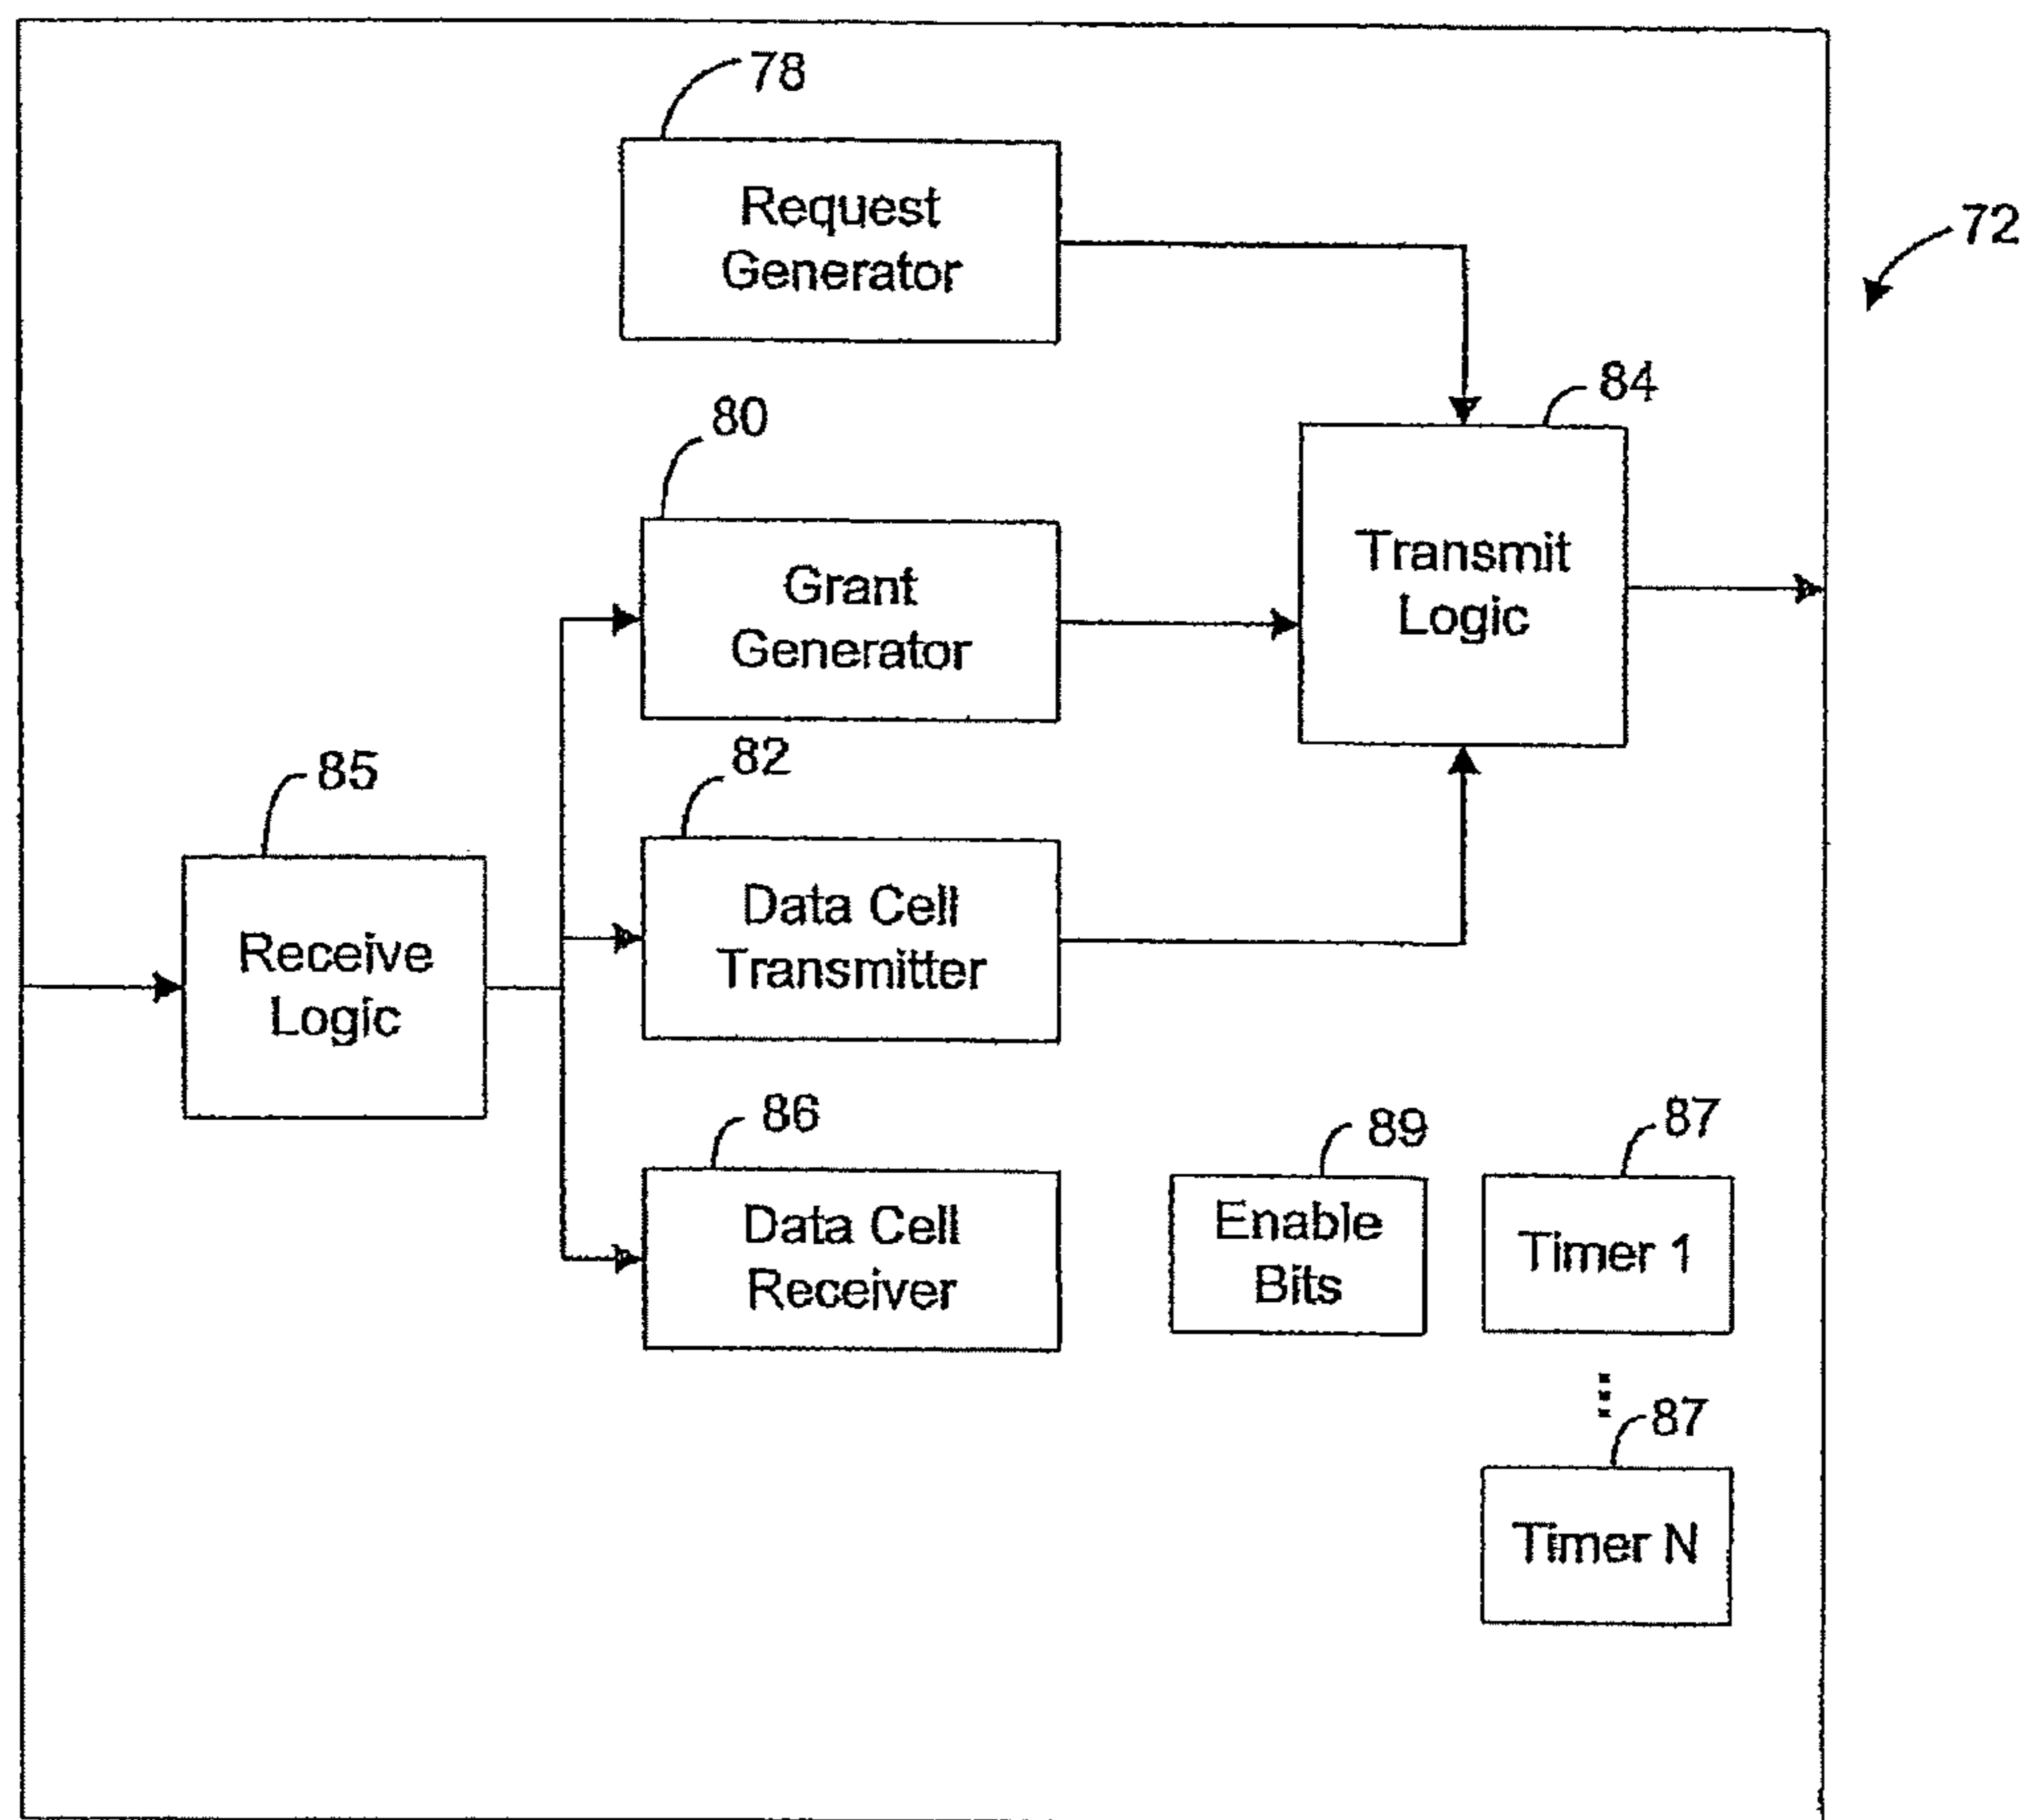 78
Request
Generator
72
84
80
Grant
Generator
Transmit
Logic
82
85
Data Cell
Transmitter
Receive
Logic
86
89
87
Data Cell
Receiver
Enable
Bits
Timer 1
87
Timer N